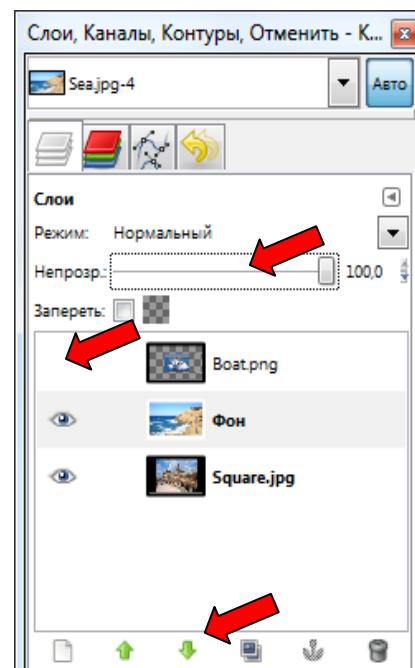 Слои, Каналы, Контуры, Отменить - К...
Sea.jpg-4
Авто
Слои
Режим: Нормальный
Непрозр.: 100,0
Запереть:
Boat.png
Фон
Square.jpg